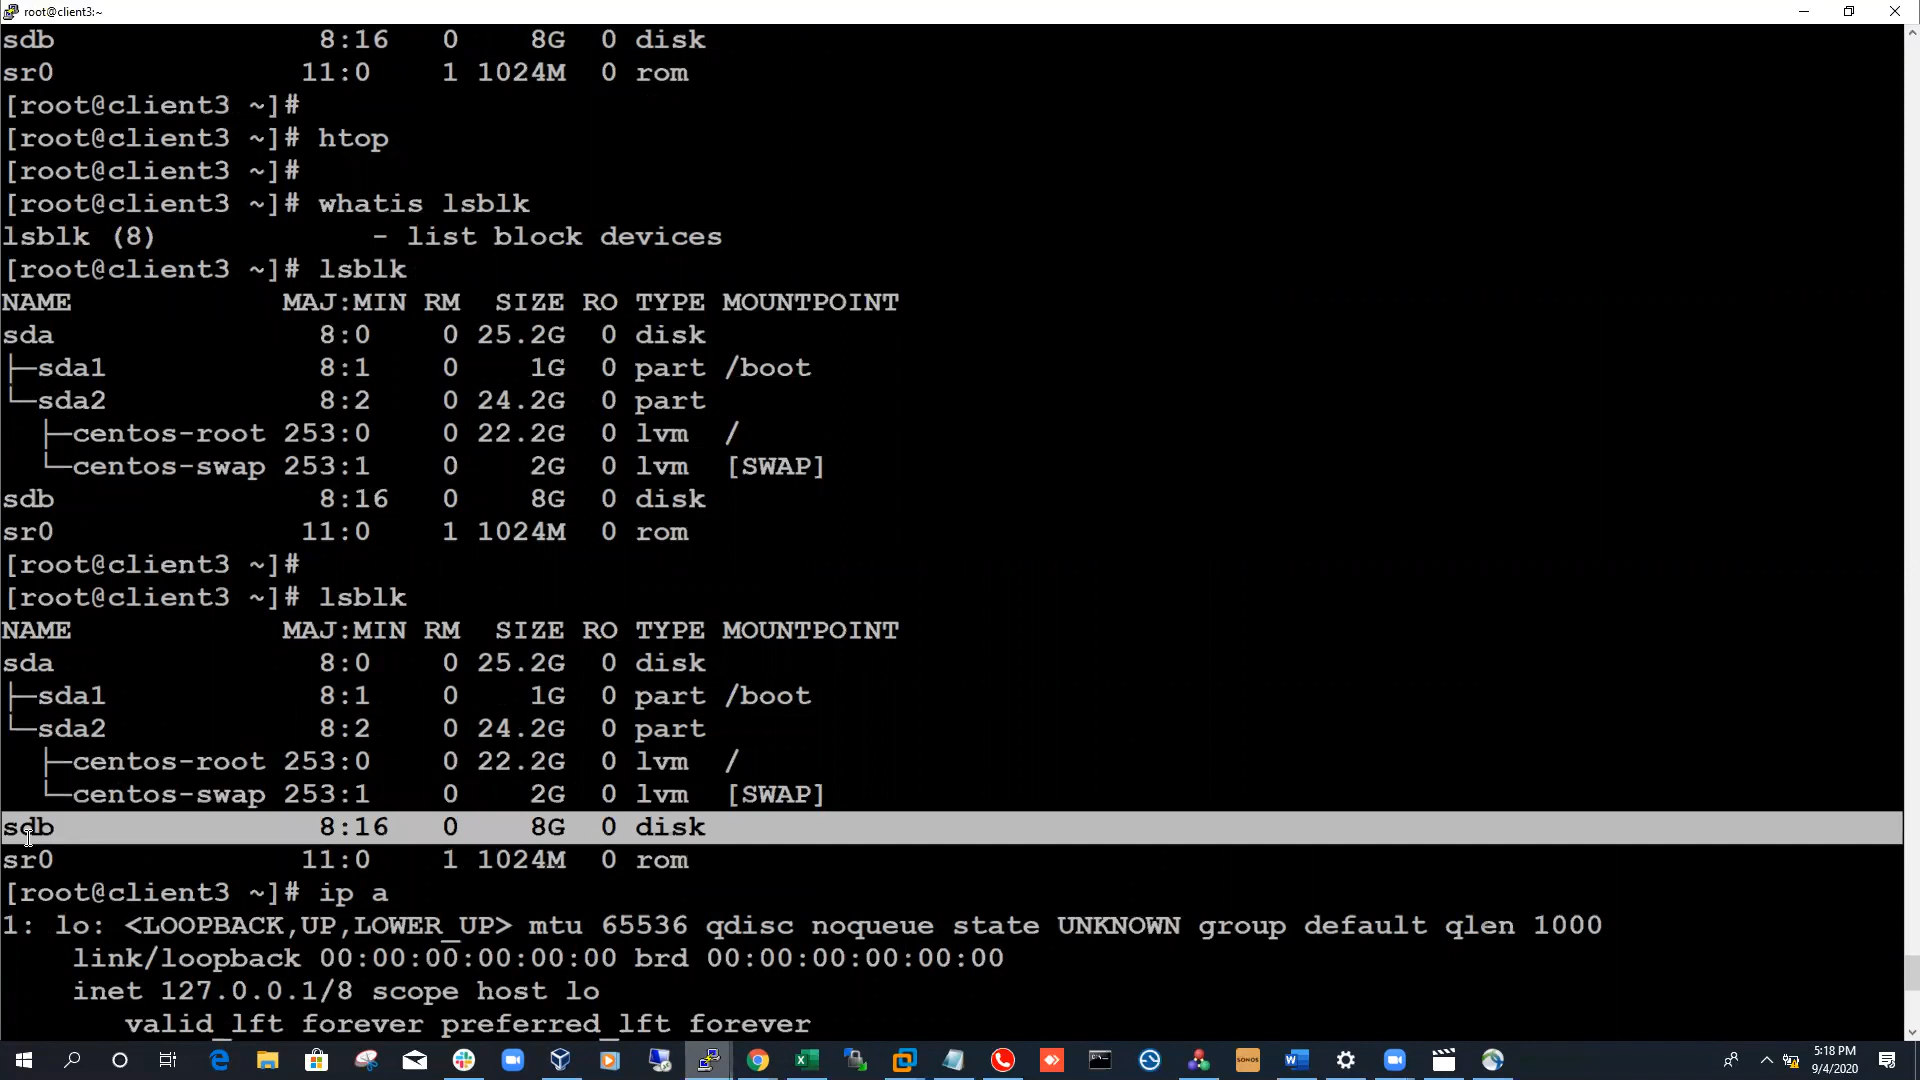 root@client3:~
sdb 8:16 0 8G 0 disk
sr0 11:0 1 1024M 0 rom
[root@client3 ~]#
[root@client3 ~]# htop
[root@client3 ~]#
[root@client3 ~]# whatis lsblk
lsblk (8) - list block devices
[root@client3 ~]# lsblk
NAME MAJ:MIN RM SIZE RO TYPE MOUNTPOINT
sda 8:0 0 25.2G 0 disk
├─sda1 8:1 0 1G 0 part /boot
└─sda2 8:2 0 24.2G 0 part
├─centos-root 253:0 0 22.2G 0 lvm /
└─centos-swap 253:1 0 2G 0 lvm [SWAP]
sdb 8:16 0 8G 0 disk
sr0 11:0 1 1024M 0 rom
[root@client3 ~]#
[root@client3 ~]# lsblk
NAME MAJ:MIN RM SIZE RO TYPE MOUNTPOINT
sda 8:0 0 25.2G 0 disk
├─sda1 8:1 0 1G 0 part /boot
└─sda2 8:2 0 24.2G 0 part
├─centos-root 253:0 0 22.2G 0 lvm /
└─centos-swap 253:1 0 2G 0 lvm [SWAP]
sdb 8:16 0 8G 0 disk
sr0 11:0 1 1024M 0 rom
[root@client3 ~]# ip a
1: lo: <LOOPBACK,UP,LOWER_UP> mtu 65536 qdisc noqueue state UNKNOWN group default qlen 1000
link/loopback 00:00:00:00:00:00 brd 00:00:00:00:00:00
inet 127.0.0.1/8 scope host lo
valid_lft forever preferred_lft forever
SONOS
5:18 PM
9/4/2020